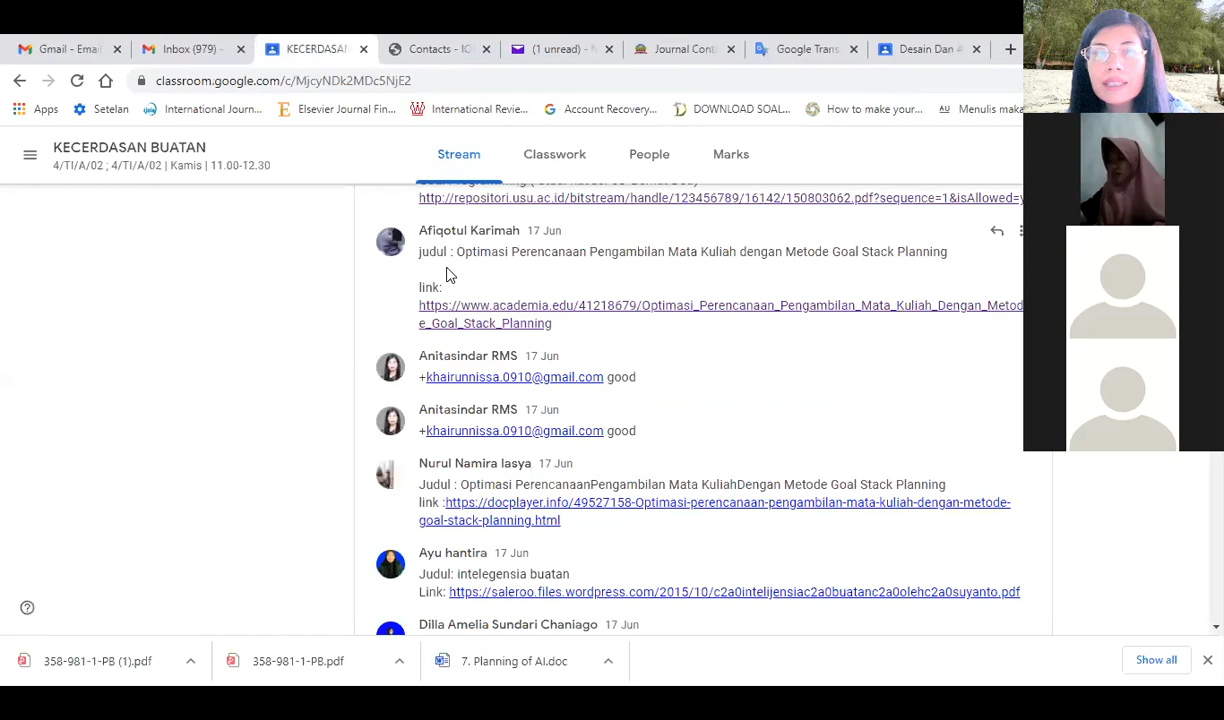 Gmail - Emai
Inbox (979) -
KECERDASAN
Contacts - IC
(1 unread) -
Journal Cont
Google Trans
Desain Dan A
classroom.google.com/c/MjcyNDk2MDc5NjE2
Apps
Setelan
International Journ...
Elsevier Journal Fin...
International Revie...
Account Recovery...
DOWNLOAD SOAL...
How to make your...
Menulis maka
KECERDASAN BUATAN
4/TI/A/02 ; 4/TI/A/02 | Kamis | 11.00-12.30
Stream
Classwork
People
Marks
http://repositori.usu.ac.id/bitstream/handle/123456789/16142/150803062.pdf?sequence=1&isAllowed=y
Afiqotul Karimah 17 Jun
judul : Optimasi Perencanaan Pengambilan Mata Kuliah dengan Metode Goal Stack Planning
link:
https://www.academia.edu/41218679/Optimasi_Perencanaan_Pengambilan_Mata_Kuliah_Dengan_Metod
e_Goal_Stack_Planning
Anitasindar RMS 17 Jun
+khairunnissa.0910@gmail.com good
Anitasindar RMS 17 Jun
+khairunnissa.0910@gmail.com good
Nurul Namira lasya 17 Jun
Judul : Optimasi PerencanaanPengambilan Mata KuliahDengan Metode Goal Stack Planning
link :https://docplayer.info/49527158-Optimasi-perencanaan-pengambilan-mata-kuliah-dengan-metode-
goal-stack-planning.html
Ayu hantira 17 Jun
Judul: intelegensia buatan
Link: https://saleroo.files.wordpress.com/2015/10/c2a0intelijensiac2a0buatanc2a0olehc2a0suyanto.pdf
Dilla Amelia Sundari Chaniago 17 Jun
358-981-1-PB (1).pdf
358-981-1-PB.pdf
7. Planning of AI.doc
Show all